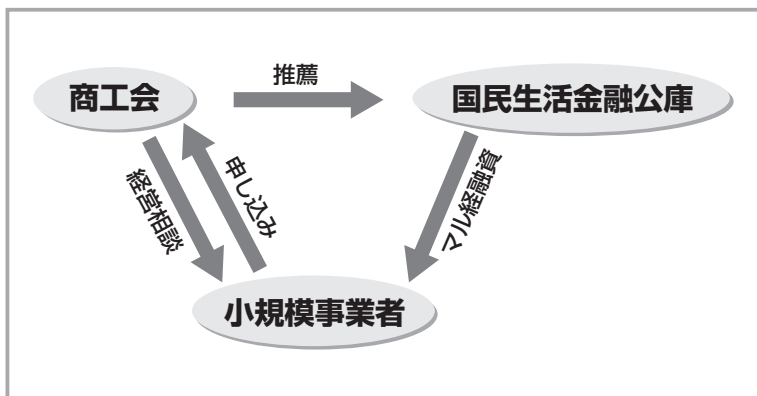 推薦
商工会
国民生活金融公庫
経営相談
申し込み
マル経融資
小規模事業者